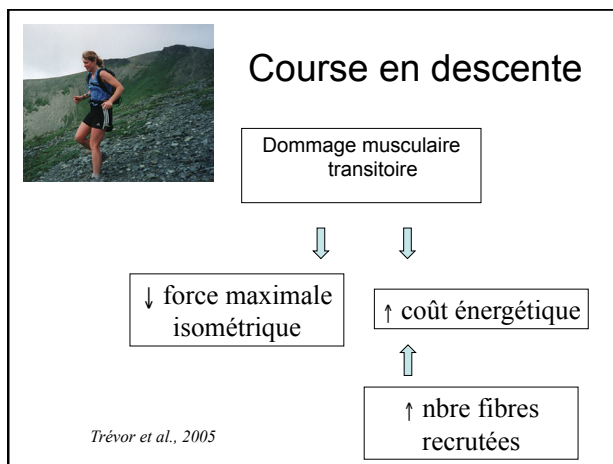 Course en descente
Dommage musculaire
transitoire
↓ force maximale
isométrique
↑ coût énergétique
↑ nbre fibres
recrutées
Trévor et al., 2005